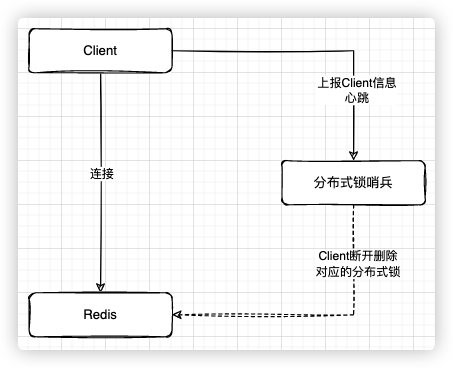 Client
上报Client信息
心跳
连接
分布式锁哨兵
Client断开删除
对应的分布式锁
Redis